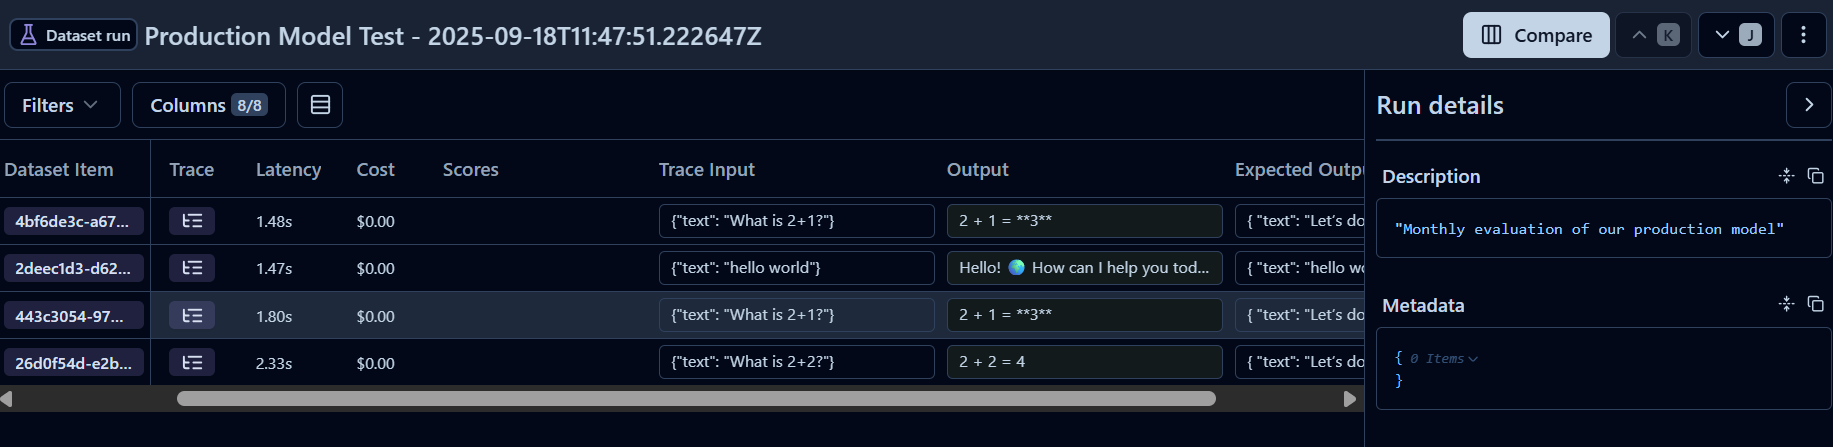 Dataset run Production Model Test - 2025-09-18T11:47:51.222647Z Compare K J
Filters Columns 8/8
Dataset Item Trace Latency Cost Scores Trace Input Output Expected Outpu
4bf6de3c-a67... 1.48s $0.00 {"text": "What is 2+1?"} 2 + 1 = **3** { "text": "Let's do
2deec1d3-d62... 1.47s $0.00 {"text": "hello world"} Hello! 🌍 How can I help you tod... { "text": "hello wo
443c3054-97... 1.80s $0.00 {"text": "What is 2+1?"} 2 + 1 = **3** { "text": "Let's do
26d0f54d-e2b... 2.33s $0.00 {"text": "What is 2+2?"} 2 + 2 = 4 { "text": "Let's do
Run details
Description
"Monthly evaluation of our production model"
Metadata
{ 0 Items
}